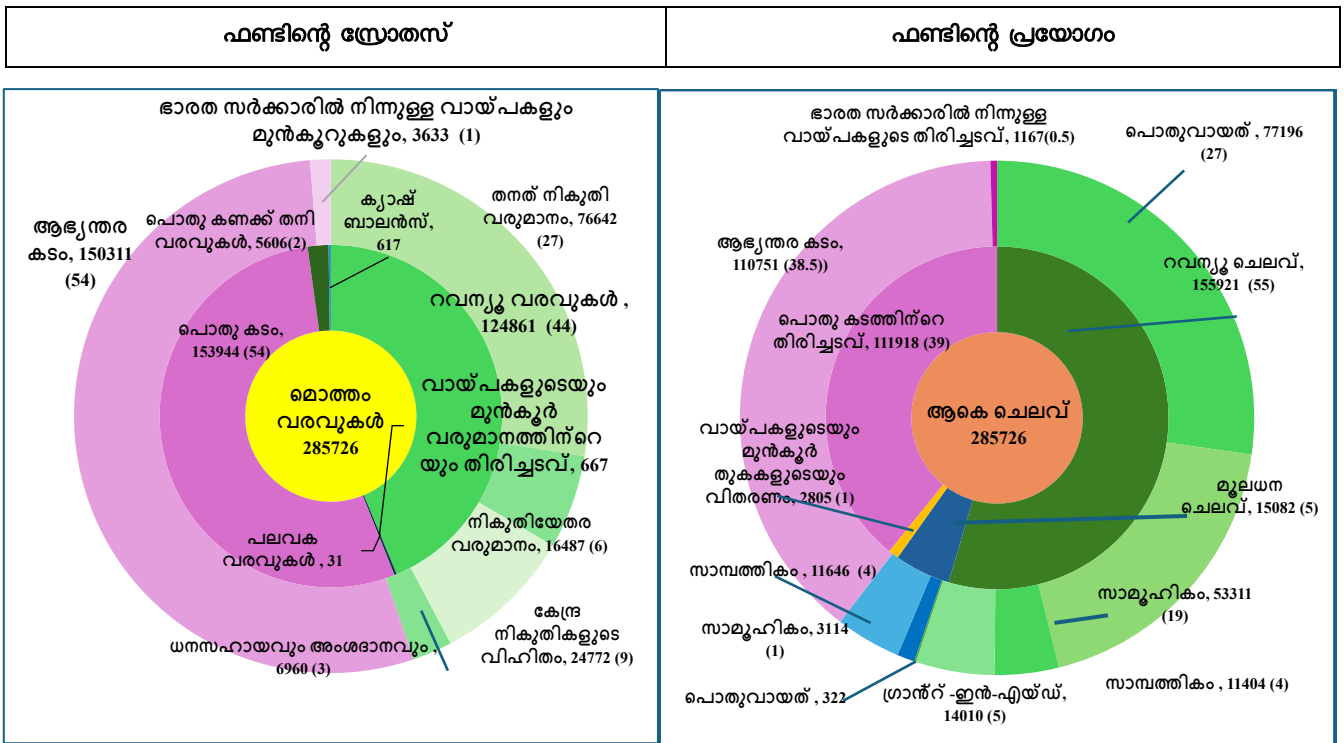 ഫണ്ടിന്റെ സ്രോതസ്
ഫണ്ടിന്റെ പ്രയോഗം
ഭാരത സർക്കാരിൽ നിന്നുള്ള വായ്പകളും
മുൻകൂറുകളും, 3633 (1)
ആഭ്യന്തര
കടം, 150311
(54)
പൊതു കണക്ക് തനി
വരവുകൾ, 5606(2)
ക്യാഷ്
ബാലൻസ്,
617
തനത് നികുതി
വരുമാനം, 76642
(27)
റവന്യൂ വരവുകൾ ,
124861 (44)
പൊതു കടം,
153944 (54)
മൊത്തം
വരവുകൾ
285726
വായ്പകളുടെയും
മുൻകൂർ
വരുമാനത്തിന്റെ
യും തിരിച്ചടവ്, 667
നികുതിയേതര
വരുമാനം, 16487 (6)
പലവക
വരവുകൾ , 31
കേന്ദ്ര
നികുതികളുടെ
വിഹിതം, 24772 (9)
ധനസഹായവും അംശദാനവും ,
6960 (3)
ഭാരത സർക്കാരിൽ നിന്നുള്ള
വായ്പകളുടെ തിരിച്ചടവ്, 1167(0.5)
പൊതുവായത് , 77196
(27)
ആഭ്യന്തര കടം,
110751 (38.5))
റവന്യൂ ചെലവ്,
155921 (55)
പൊതു കടത്തിന്റെ
തിരിച്ചടവ്, 111918 (39)
ആകെ ചെലവ്
285726
വായ്പകളുടെയും
മുൻകൂർ
തുകകളുടെയും
വിതരണം, 2805 (1)
മൂലധന
ചെലവ്, 15082 (5)
സാമ്പത്തികം , 11646 (4)
സാമൂഹികം, 53311
(19)
സാമൂഹികം, 3114
(1)
പൊതുവായത് , 322
ഗ്രാൻറ് -ഇൻ-എയ്ഡ്,
14010 (5)
സാമ്പത്തികം , 11404 (4)